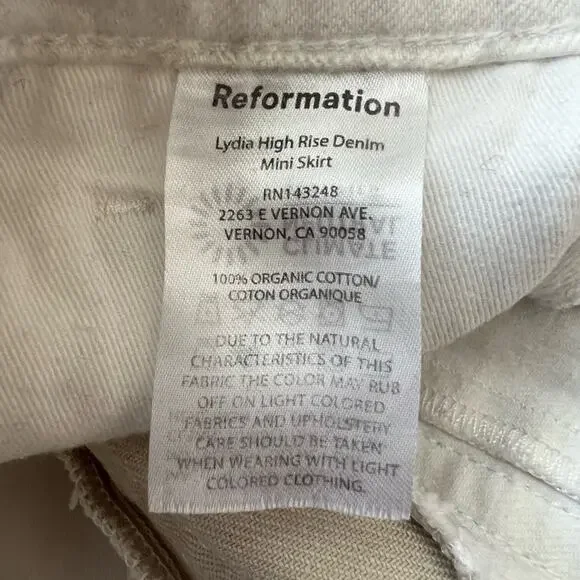 Reformation
Lydia High Rise Denim
Mini Skirt
RN143248
2263 E VERNON AVE.
VERNON, CA 90058
CLIMATE
100% ORGANIC COTTON/
COTON ORGANIQUE
DUE TO THE NATURAL
CHARACTERISTICS OF THIS
FABRIC THE COLOR MAY RUB
OFF ON LIGHT COLORED
FABRICS AND UPHOLSTERY
CARE SHOULD BE TAKEN
WHEN WEARING WITH LIGHT
COLORED CLOTHING.